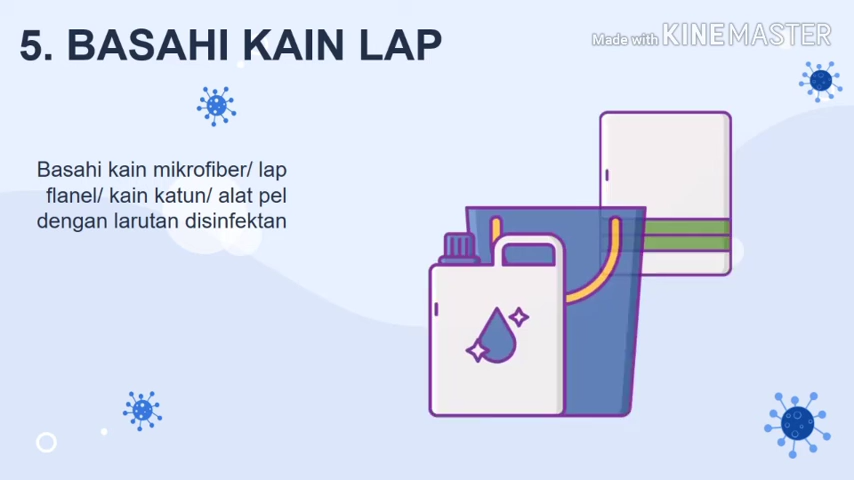 5. BASAHI KAIN LAP
Made with KINEMASTER
Basahi kain mikrofiber/ lap
flanel/ kain katun/ alat pel
dengan larutan disinfektan